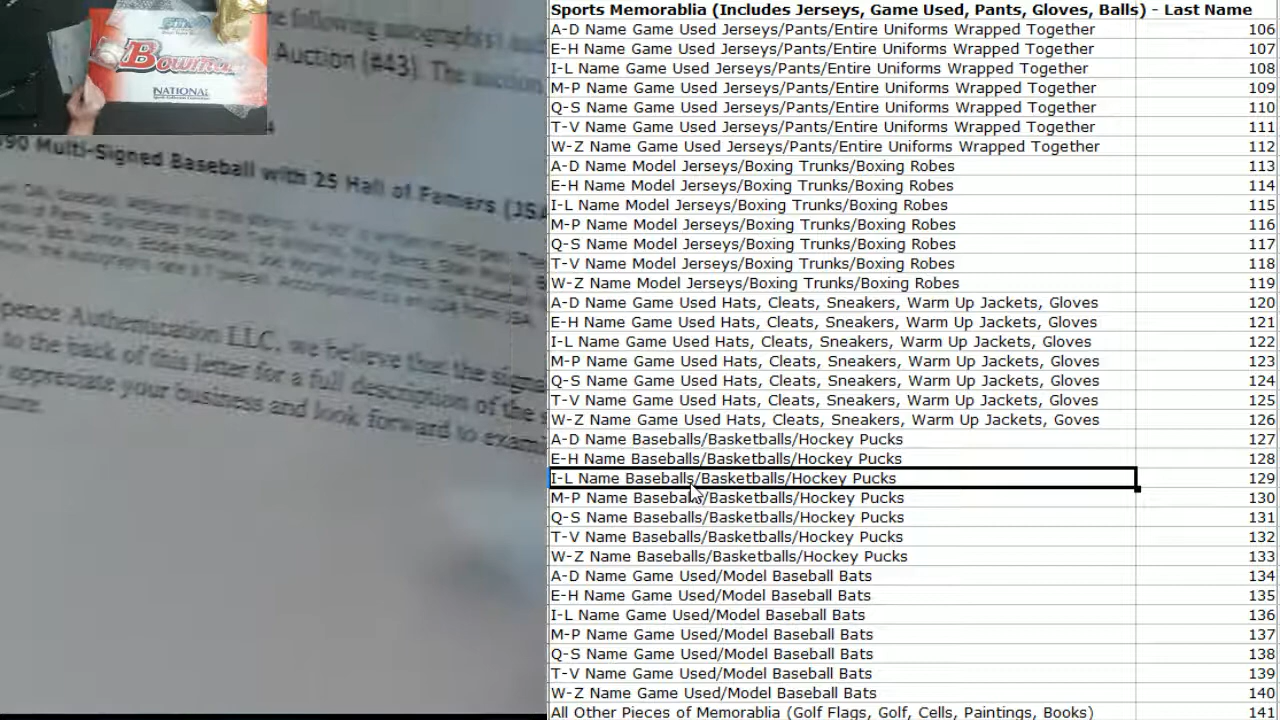 Bowman
NATIONAL
the following autograph(s)
Auction (#43). The auction
90 Multi-Signed Baseball with 25 Hall of Famers (JSA
Spence Authentication LLC, we believe that the signa
to the back of this letter for a full description of the
appreciate your business and look forward to exami
Sports Memorablia (Includes Jerseys, Game Used, Pants, Gloves, Balls) - Last Name
A-D Name Game Used Jerseys/Pants/Entire Uniforms Wrapped Together 106
E-H Name Game Used Jerseys/Pants/Entire Uniforms Wrapped Together 107
I-L Name Game Used Jerseys/Pants/Entire Uniforms Wrapped Together 108
M-P Name Game Used Jerseys/Pants/Entire Uniforms Wrapped Together 109
Q-S Name Game Used Jerseys/Pants/Entire Uniforms Wrapped Together 110
T-V Name Game Used Jerseys/Pants/Entire Uniforms Wrapped Together 111
W-Z Name Game Used Jerseys/Pants/Entire Uniforms Wrapped Together 112
A-D Name Model Jerseys/Boxing Trunks/Boxing Robes 113
E-H Name Model Jerseys/Boxing Trunks/Boxing Robes 114
I-L Name Model Jerseys/Boxing Trunks/Boxing Robes 115
M-P Name Model Jerseys/Boxing Trunks/Boxing Robes 116
Q-S Name Model Jerseys/Boxing Trunks/Boxing Robes 117
T-V Name Model Jerseys/Boxing Trunks/Boxing Robes 118
W-Z Name Model Jerseys/Boxing Trunks/Boxing Robes 119
A-D Name Game Used Hats, Cleats, Sneakers, Warm Up Jackets, Gloves 120
E-H Name Game Used Hats, Cleats, Sneakers, Warm Up Jackets, Gloves 121
I-L Name Game Used Hats, Cleats, Sneakers, Warm Up Jackets, Gloves 122
M-P Name Game Used Hats, Cleats, Sneakers, Warm Up Jackets, Gloves 123
Q-S Name Game Used Hats, Cleats, Sneakers, Warm Up Jackets, Gloves 124
T-V Name Game Used Hats, Cleats, Sneakers, Warm Up Jackets, Gloves 125
W-Z Name Game Used Hats, Cleats, Sneakers, Warm Up Jackets, Goves 126
A-D Name Baseballs/Basketballs/Hockey Pucks 127
E-H Name Baseballs/Basketballs/Hockey Pucks 128
I-L Name Baseballs/Basketballs/Hockey Pucks 129
M-P Name Baseballs/Basketballs/Hockey Pucks 130
Q-S Name Baseballs/Basketballs/Hockey Pucks 131
T-V Name Baseballs/Basketballs/Hockey Pucks 132
W-Z Name Baseballs/Basketballs/Hockey Pucks 133
A-D Name Game Used/Model Baseball Bats 134
E-H Name Game Used/Model Baseball Bats 135
I-L Name Game Used/Model Baseball Bats 136
M-P Name Game Used/Model Baseball Bats 137
Q-S Name Game Used/Model Baseball Bats 138
T-V Name Game Used/Model Baseball Bats 139
W-Z Name Game Used/Model Baseball Bats 140
All Other Pieces of Memorablia (Golf Flags, Golf, Cells, Paintings, Books) 141